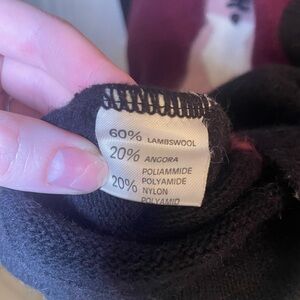 60% LAMBSWOOL
20% ANGORA
POLIAMMIDE
20% POLYAMIDE
NYLON
POLYAMID